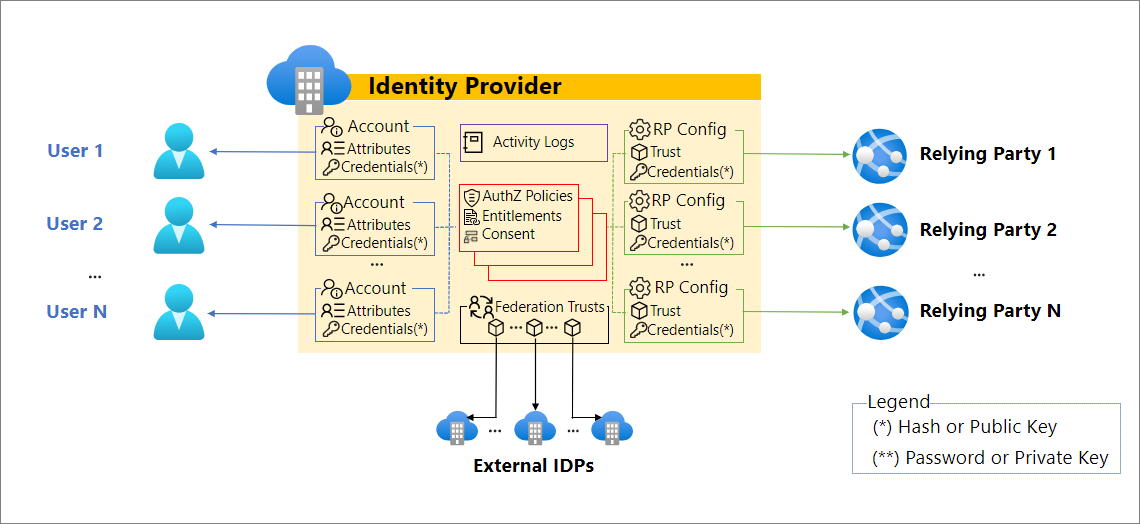 Identity Provider
User 1
Account
Attributes
Credentials(*)
Activity Logs
RP Config
Trust
Credentials(*)
Relying Party 1
User 2
Account
Attributes
Credentials(*)
AuthZ Policies
Entitlements
Consent
RP Config
Trust
Credentials(*)
Relying Party 2
...
...
...
...
User N
Account
Attributes
Credentials(*)
Federation Trusts
... ...
RP Config
Trust
Credentials(*)
Relying Party N
... ...
External IDPs
Legend
(*) Hash or Public Key
(**) Password or Private Key